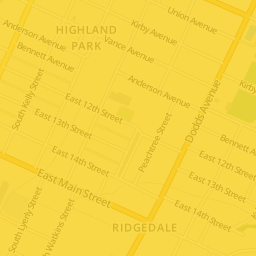 Union Avenue
HIGHLAND
PARK
Kirby Avenue
Anderson Avenue
Vance Avenue
Bennett Avenue
Anderson Avenue
Kirby
South Kelly Street
East 12th Street
Dodds Avenue
East 13th Street
Peachtree Street
Bennett A
East 14th Street
East 12th Street
East Main Street
East 13th Street
South Lyerly Street
South Watkins Street
East 14th Street
RIDGEDALE